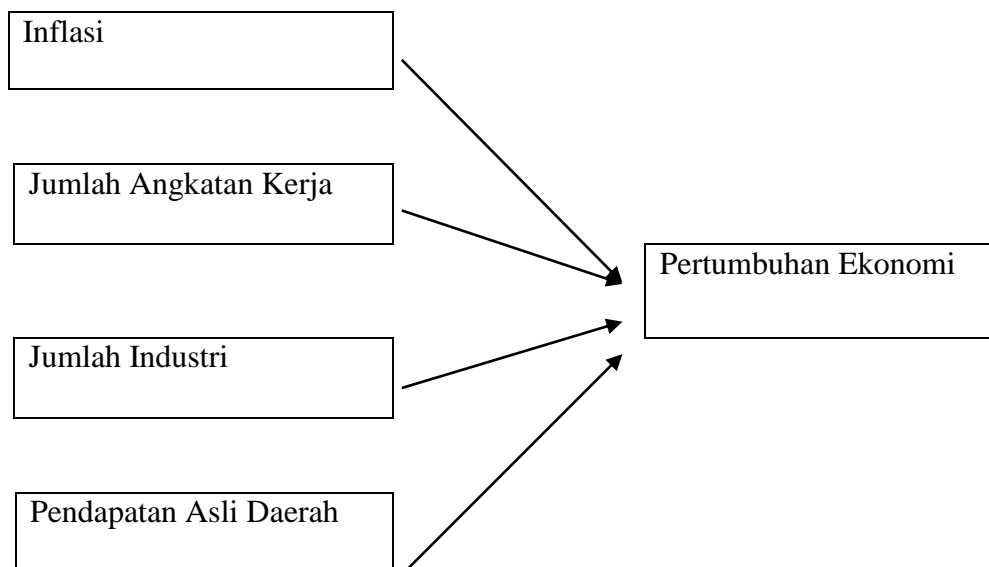 Inflasi
Jumlah Angkatan Kerja
Pertumbuhan Ekonomi
Jumlah Industri
Pendapatan Asli Daerah